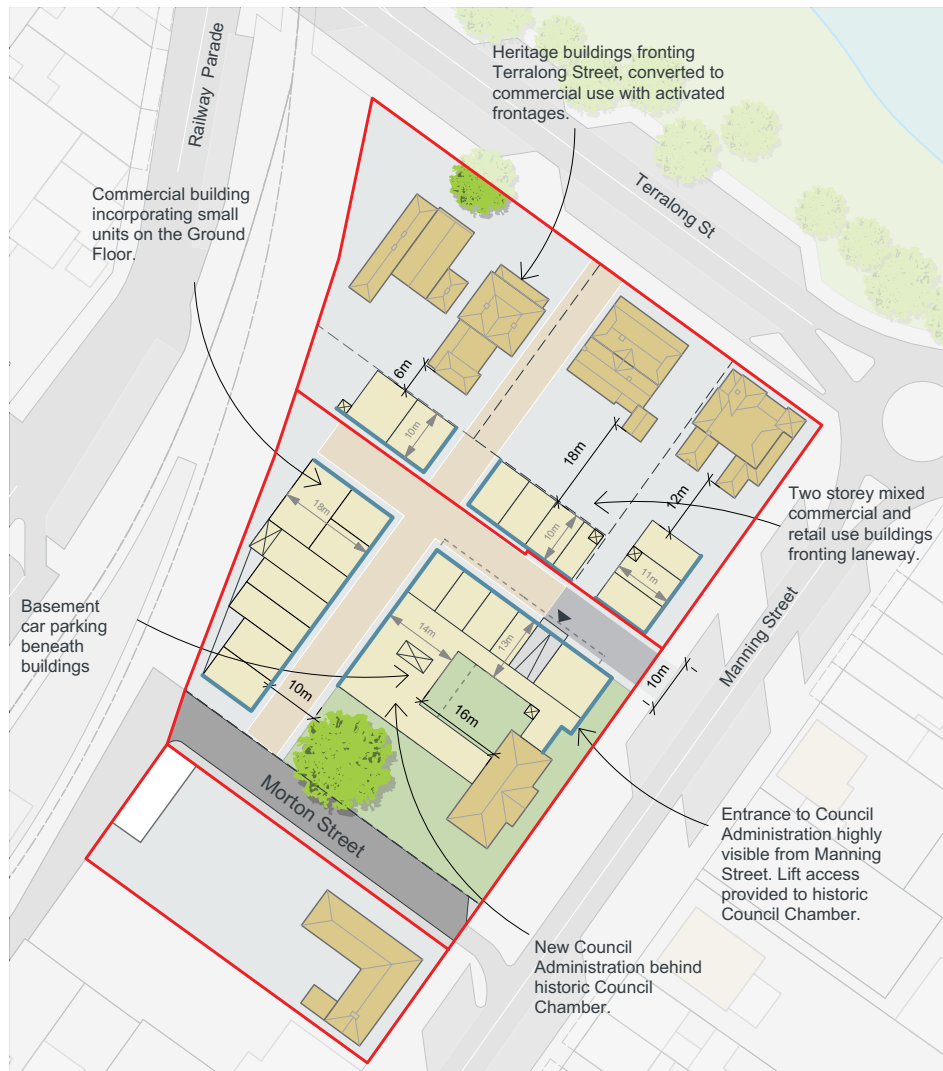 Heritage buildings fronting
Terralong Street, converted to
commercial use with activated
frontages.
Railway Parade
Terralong St
Commercial building
incorporating small
units on the Ground
Floor.
6m
10m
18m
18m
12m
10m
11m
Two storey mixed
commercial and
retail use buildings
fronting laneway.
Basement
car parking
beneath
buildings
14m
13m
10m
16m
10m
Manning Street
Morton Street
Entrance to Council
Administration highly
visible from Manning
Street. Lift access
provided to historic
Council Chamber.
New Council
Administration behind
historic Council
Chamber.